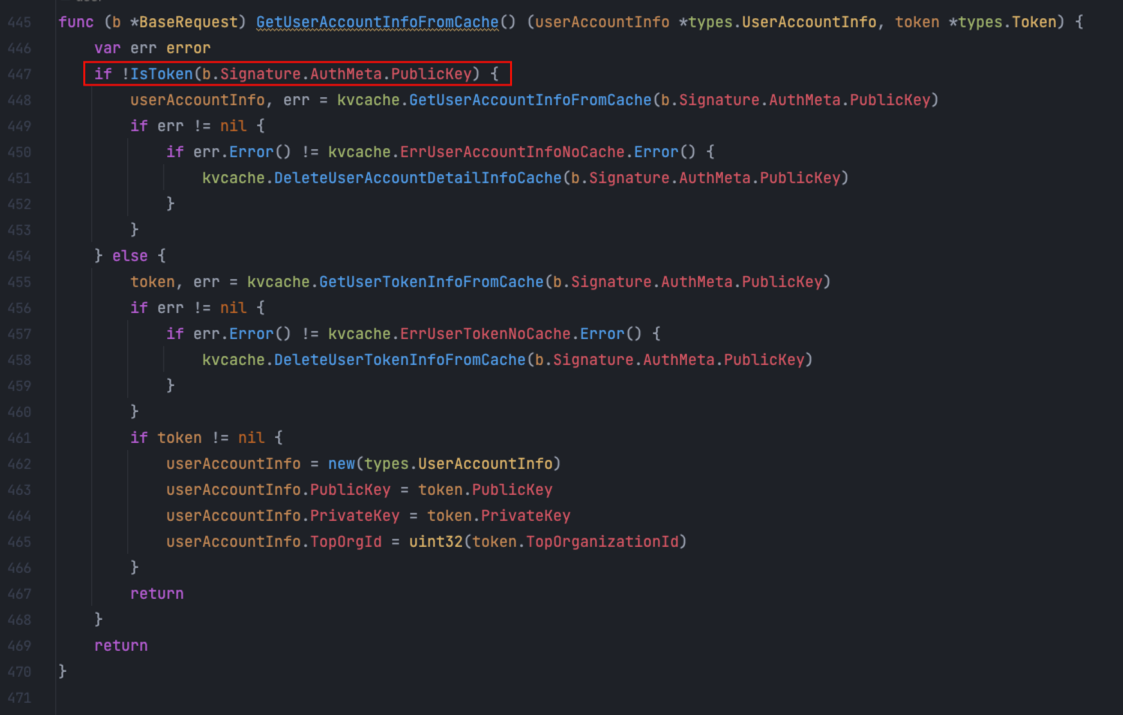 445 func (b *BaseRequest) GetUserAccountInfoFromCache() (userAccountInfo *types.UserAccountInfo, token *types.Token) {
446     var err error
447     if !IsToken(b.Signature.AuthMeta.PublicKey) {
448         userAccountInfo, err = kvcache.GetUserAccountInfoFromCache(b.Signature.AuthMeta.PublicKey)
449         if err != nil {
450             if err.Error() != kvcache.ErrUserAccountInfoNoCache.Error() {
451                 kvcache.DeleteUserAccountDetailInfoCache(b.Signature.AuthMeta.PublicKey)
452             }
453         }
454     } else {
455         token, err = kvcache.GetUserTokenInfoFromCache(b.Signature.AuthMeta.PublicKey)
456         if err != nil {
457             if err.Error() != kvcache.ErrUserTokenNoCache.Error() {
458                 kvcache.DeleteUserTokenInfoFromCache(b.Signature.AuthMeta.PublicKey)
459             }
460         }
461         if token != nil {
462             userAccountInfo = new(types.UserAccountInfo)
463             userAccountInfo.PublicKey = token.PublicKey
464             userAccountInfo.PrivateKey = token.PrivateKey
465             userAccountInfo.TopOrgId = uint32(token.TopOrganizationId)
466         }
467         return
468     }
469     return
470 }
471